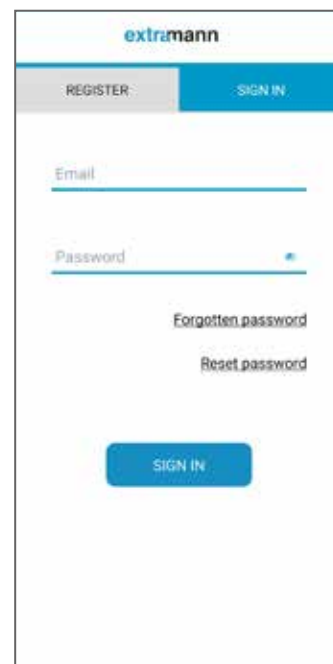 extramann
REGISTER SIGN IN
Email
Password
Forgotten password
Reset password
SIGN IN